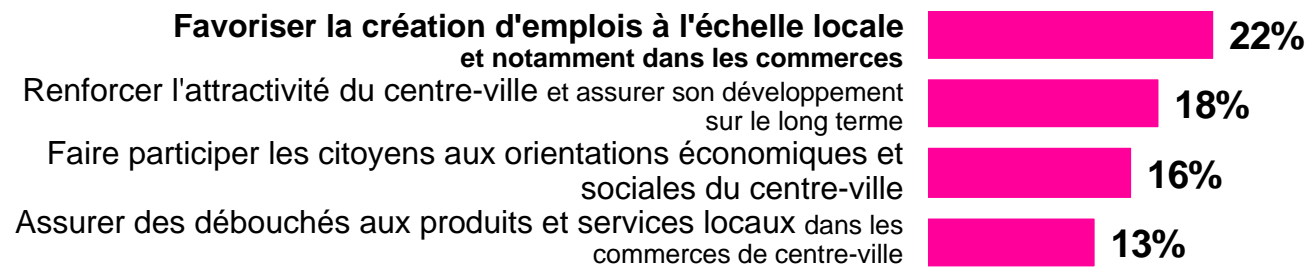 Favoriser la création d'emplois à l'échelle locale
et notamment dans les commerces
22%
Renforcer l'attractivité du centre-ville et assurer son développement
sur le long terme
18%
Faire participer les citoyens aux orientations économiques et
sociales du centre-ville
16%
Assurer des débouchés aux produits et services locaux dans les
commerces de centre-ville
13%